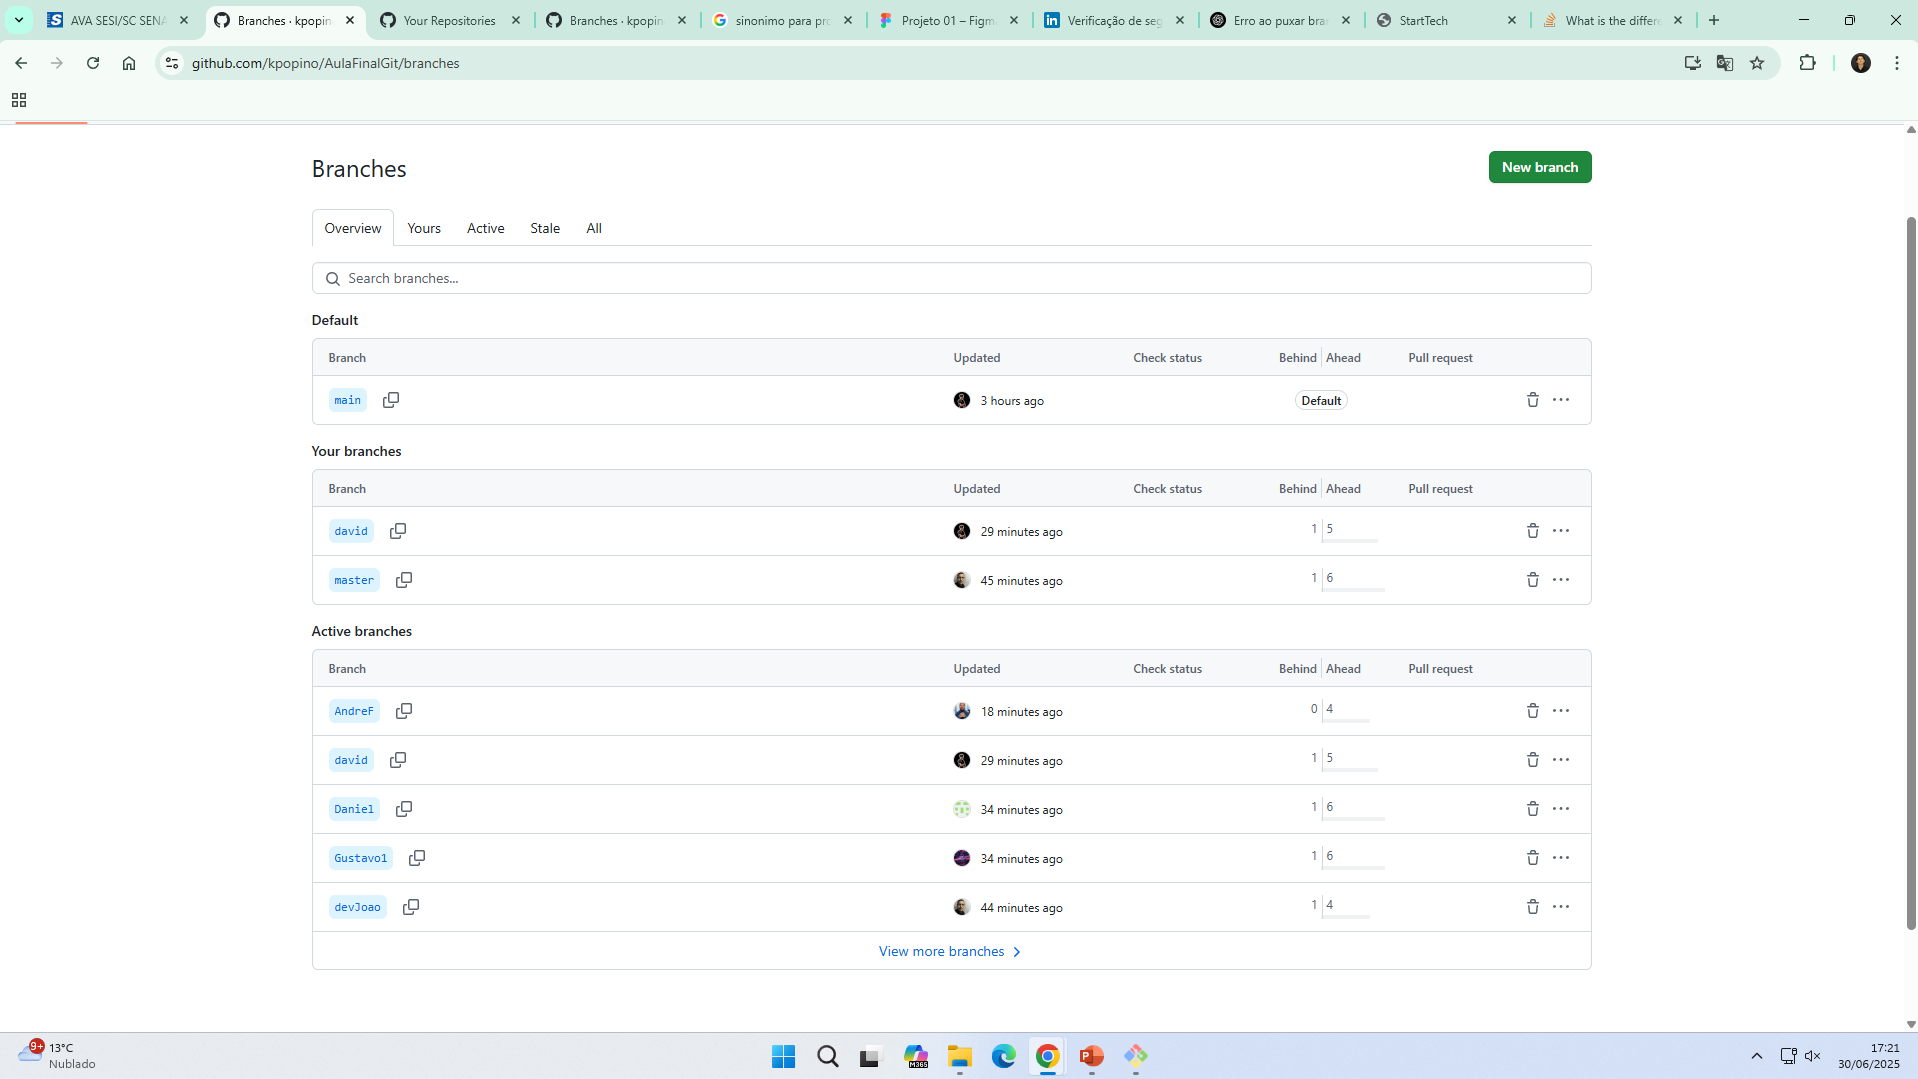 AVA SESI/SC SENA
Branches · kpopin
Your Repositories
Branches · kpopin
sinonimo para pro
Projeto 01 – Figm
Verificação de seg
Erro ao puxar bran
StartTech
What is the differe
github.com/kpopino/AulaFinalGit/branches
Branches
New branch
Overview Yours Active Stale All
Search branches...
Default
Branch Updated Check status Behind Ahead Pull request
main 3 hours ago Default
Your branches
Branch Updated Check status Behind Ahead Pull request
david 29 minutes ago 1 5
master 45 minutes ago 1 6
Active branches
Branch Updated Check status Behind Ahead Pull request
AndreF 18 minutes ago 0 4
david 29 minutes ago 1 5
Daniel 34 minutes ago 1 6
Gustavo1 34 minutes ago 1 6
devJoao 44 minutes ago 1 4
View more branches
9+
13°C
Nublado
M365
17:21
30/06/2025